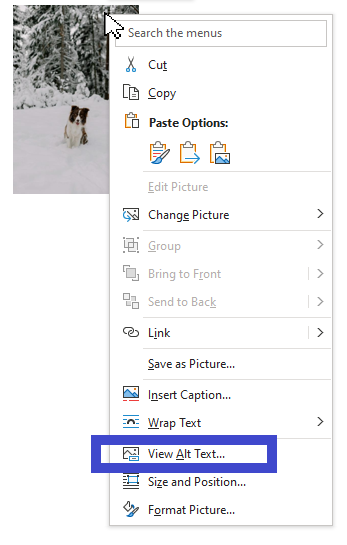 Search the menus
Cut
Copy
Paste Options:
Edit Picture
Change Picture
Group
Bring to Front
Send to Back
Link
Save as Picture...
Insert Caption...
Wrap Text
View Alt Text...
Size and Position...
Format Picture...